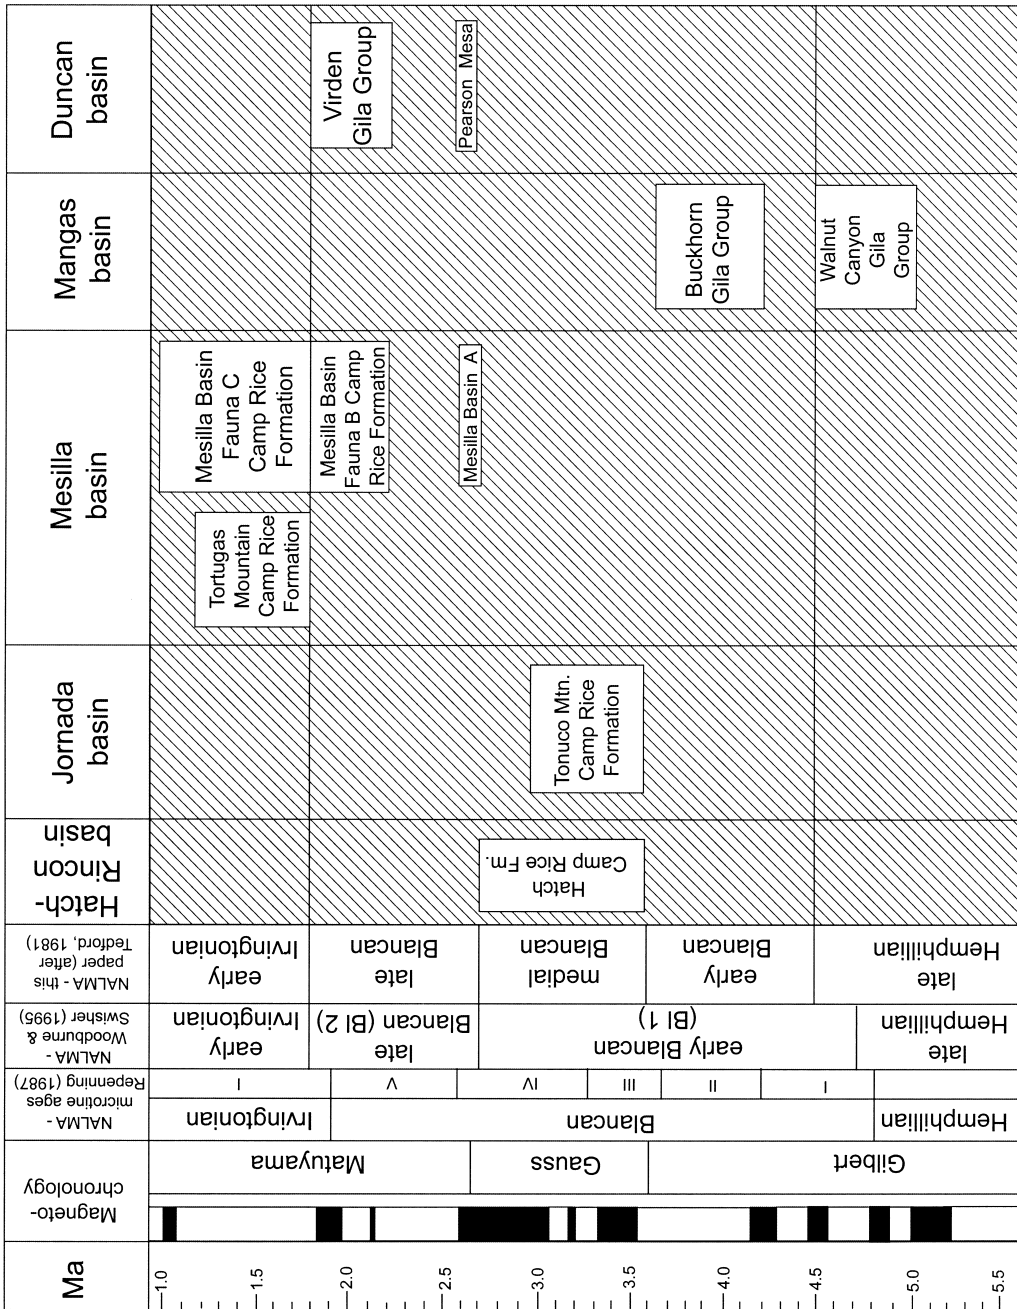 Duncan
basin
Virden
Gila Group
Pearson Mesa
Mangas
basin
Buckhorn
Gila Group
Walnut
Canyon
Gila
Group
Mesilla
basin
Mesilla Basin
Fauna C
Camp Rice
Formation
Mesilla Basin
Fauna B Camp
Rice Formation
Mesilla Basin A
Tortugas
Mountain
Camp Rice
Formation
Jornada
basin
Tonuco Mtn.
Camp Rice
Formation
Hatch-
Rincon
basin
Hatch
Camp Rice Fm.
NALMA - this
paper (after
Tedford, 1981)
early
Irvingtonian
late
Blancan
medial
Blancan
early
Blancan
late
Hemphillian
NALMA -
Woodburne &
Swisher (1995)
early
Irvingtonian
late
Blancan (Bl 2)
early Blancan
(Bl 1)
late
Hemphillian
NALMA -
microtine ages
Repenning (1987)
I
V
IV
III
II
I
Irvingtonian
Blancan
Hemphillian
Magneto-
chronology
Matuyama
Gauss
Gilbert
Ma
1.0
1.5
2.0
2.5
3.0
3.5
4.0
4.5
5.0
5.5